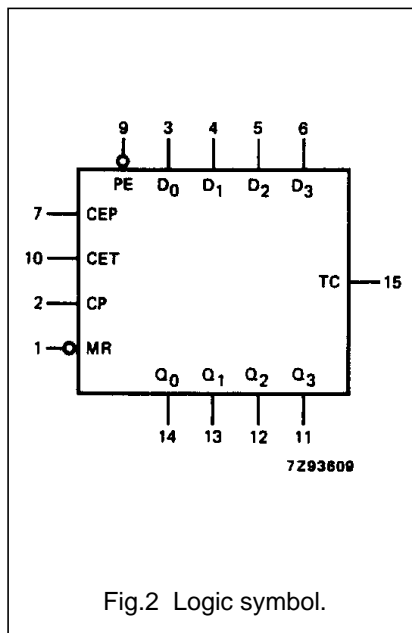 9 3 4 5 6
PE D0 D1 D2 D3
7 CEP
10 CET
TC 15
2 CP
1 MR
Q0 Q1 Q2 Q3
14 13 12 11
7Z93609
Fig.2 Logic symbol.